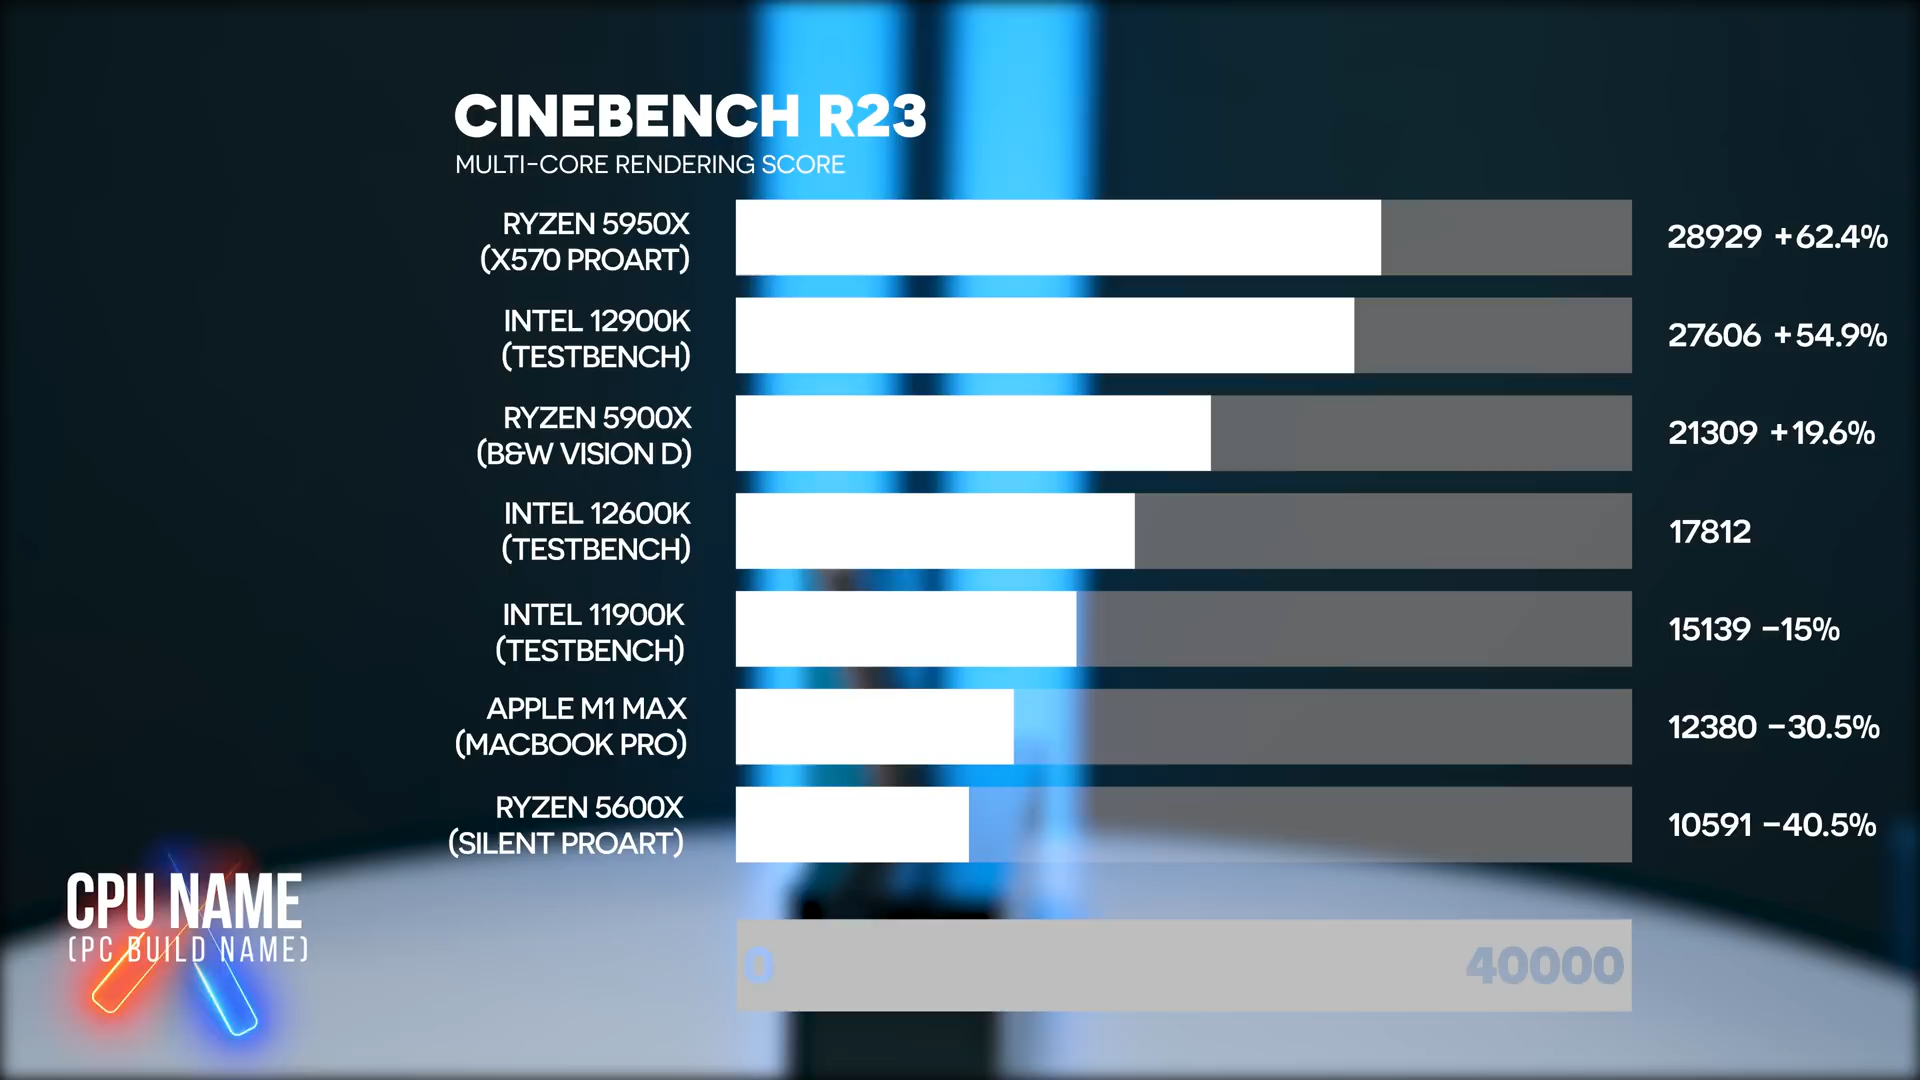 CINEBENCH R23
MULTI-CORE RENDERING SCORE
RYZEN 5950X
(X570 PROART)
28929 +62.4%
INTEL 12900K
(TESTBENCH)
27606 +54.9%
RYZEN 5900X
(B&W VISION D)
21309 +19.6%
INTEL 12600K
(TESTBENCH)
17812
INTEL 11900K
(TESTBENCH)
15139 -15%
APPLE M1 MAX
(MACBOOK PRO)
12380 -30.5%
RYZEN 5600X
(SILENT PROART)
10591 -40.5%
CPU NAME
(PC BUILD NAME)
0 40000